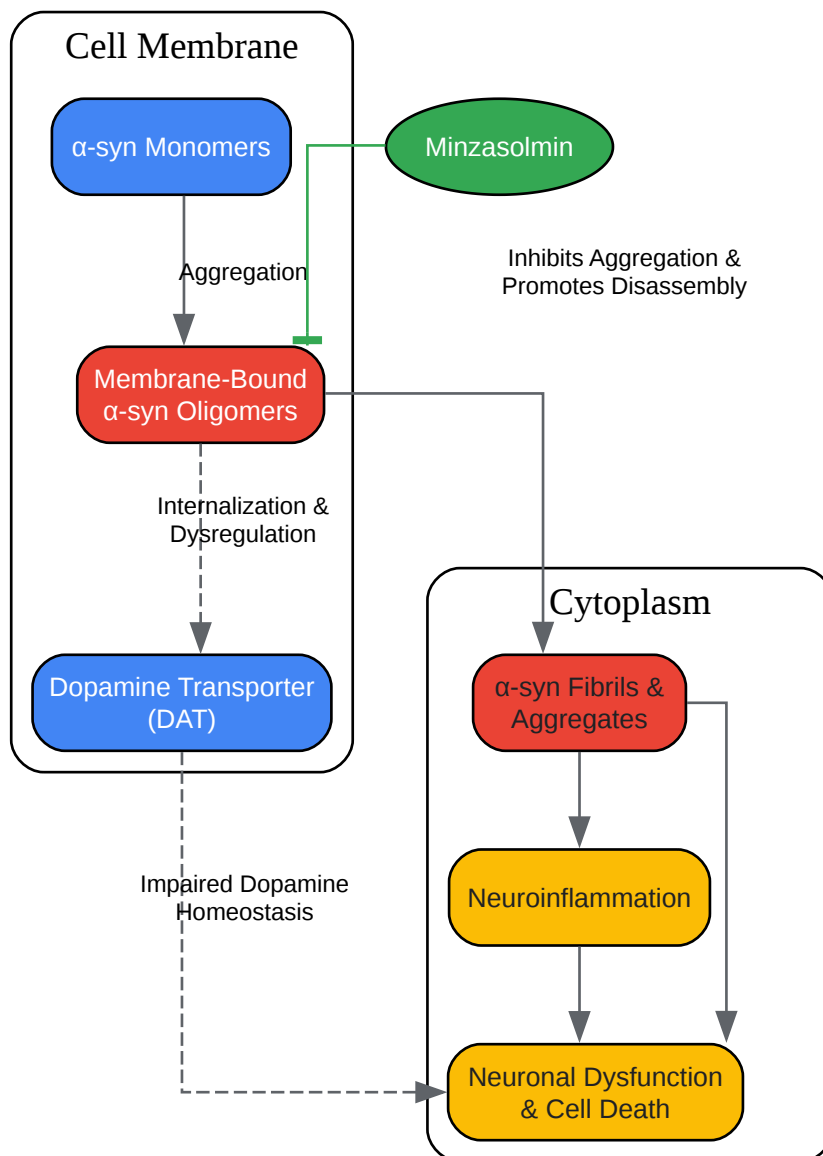 Cell Membrane
α-syn Monomers
Minzasolmin
Aggregation
Inhibits Aggregation &
Promotes Disassembly
Membrane-Bound
α-syn Oligomers
Internalization &
Dysregulation
Cytoplasm
Dopamine Transporter
(DAT)
α-syn Fibrils &
Aggregates
Impaired Dopamine
Homeostasis
Neuroinflammation
Neuronal Dysfunction
& Cell Death